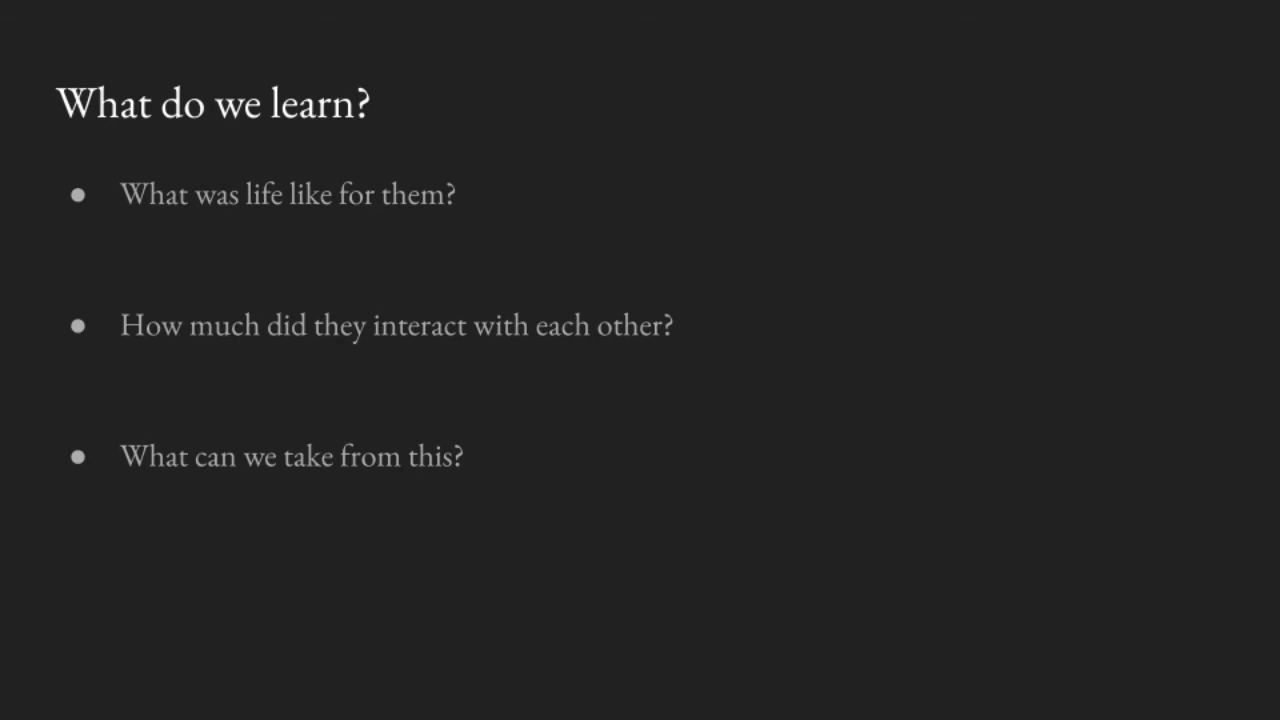 What do we learn?
● What was life like for them?
● How much did they interact with each other?
● What can we take from this?